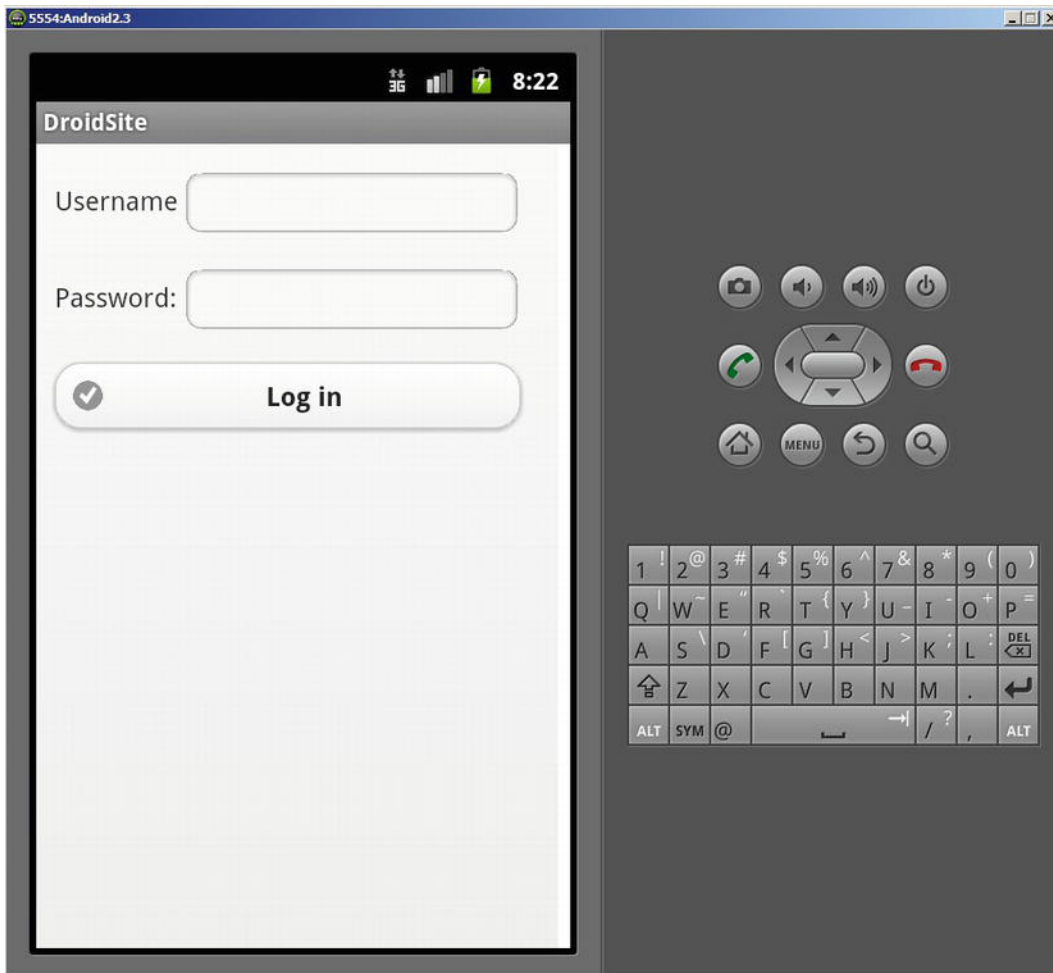 5554:Android2.3
3G 8:22
DroidSite
Username
Password:
Log in
MENU
1 ! 2 @ 3 # 4 $ 5 % 6 ^ 7 & 8 * 9 ( 0 )
Q | W ~ E " R ` T { Y } U _ I - O + P =
A S \ D ' F [ G ] H < J > K ; L : DEL
Z X C V B N M .
ALT SYM @ / ? , ALT